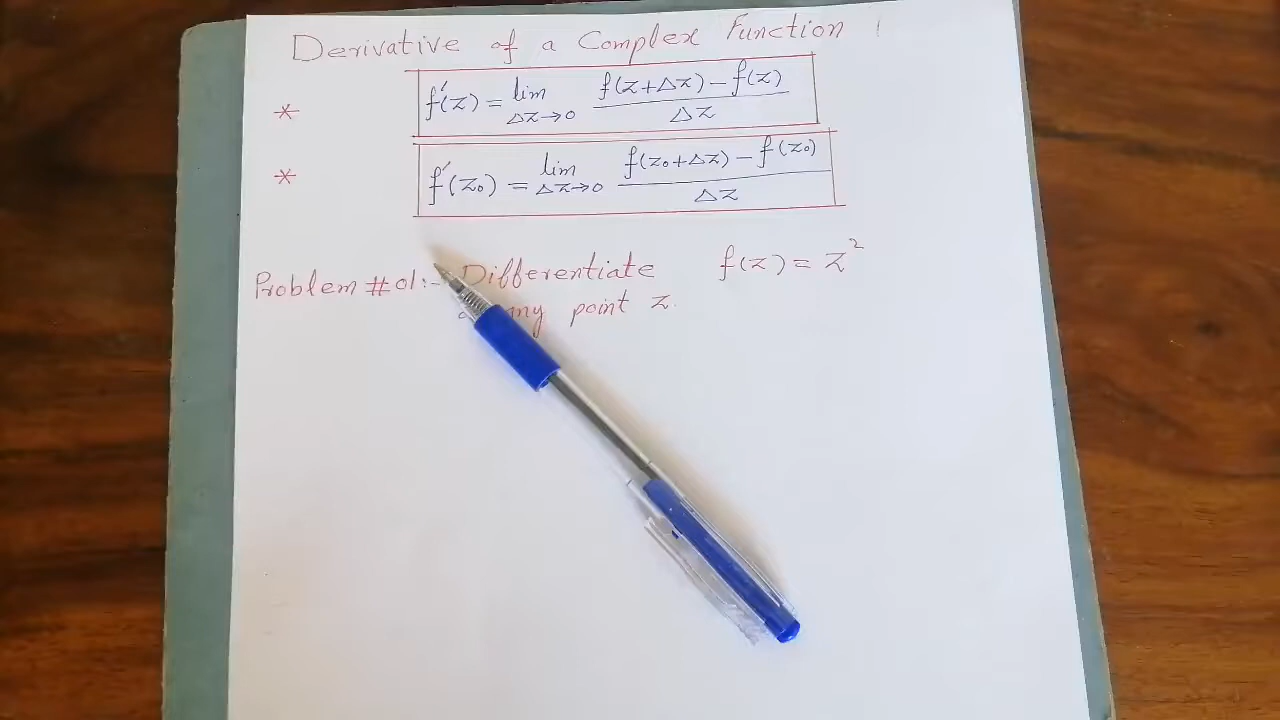 Derivative of a Complex Function
* f'(z) = lim Δz→0 f(z+Δz) - f(z) / Δz
* f'(z₀) = lim Δz→0 f(z₀+Δz) - f(z₀) / Δz
Problem #01:- Differentiate f(z) = z²
point z.